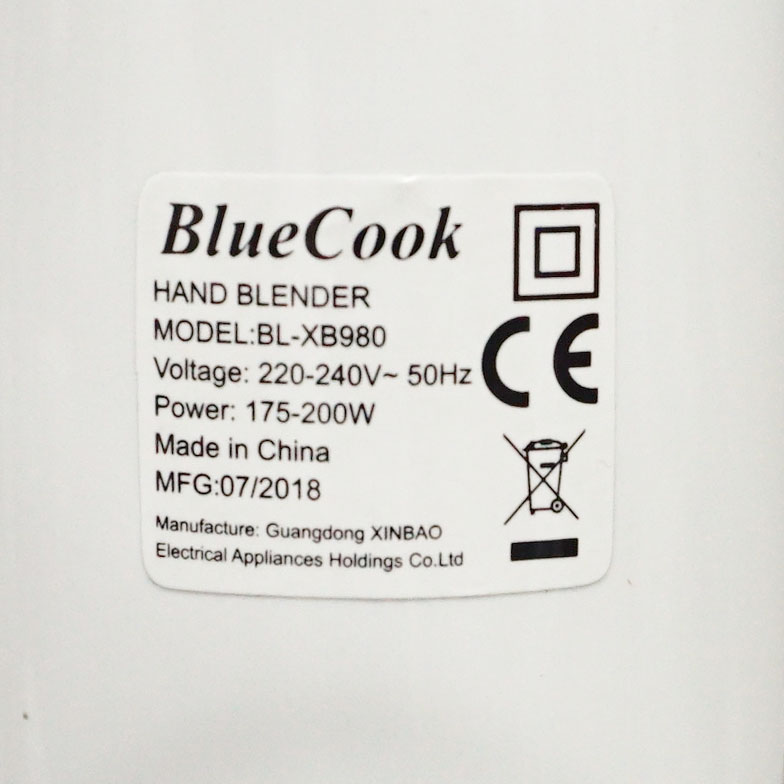 BlueCook
HAND BLENDER
MODEL:BL-XB980
Voltage: 220-240V~ 50Hz
Power: 175-200W
Made in China
MFG:07/2018
Manufacture: Guangdong XINBAO
Electrical Appliances Holdings Co.Ltd
CE